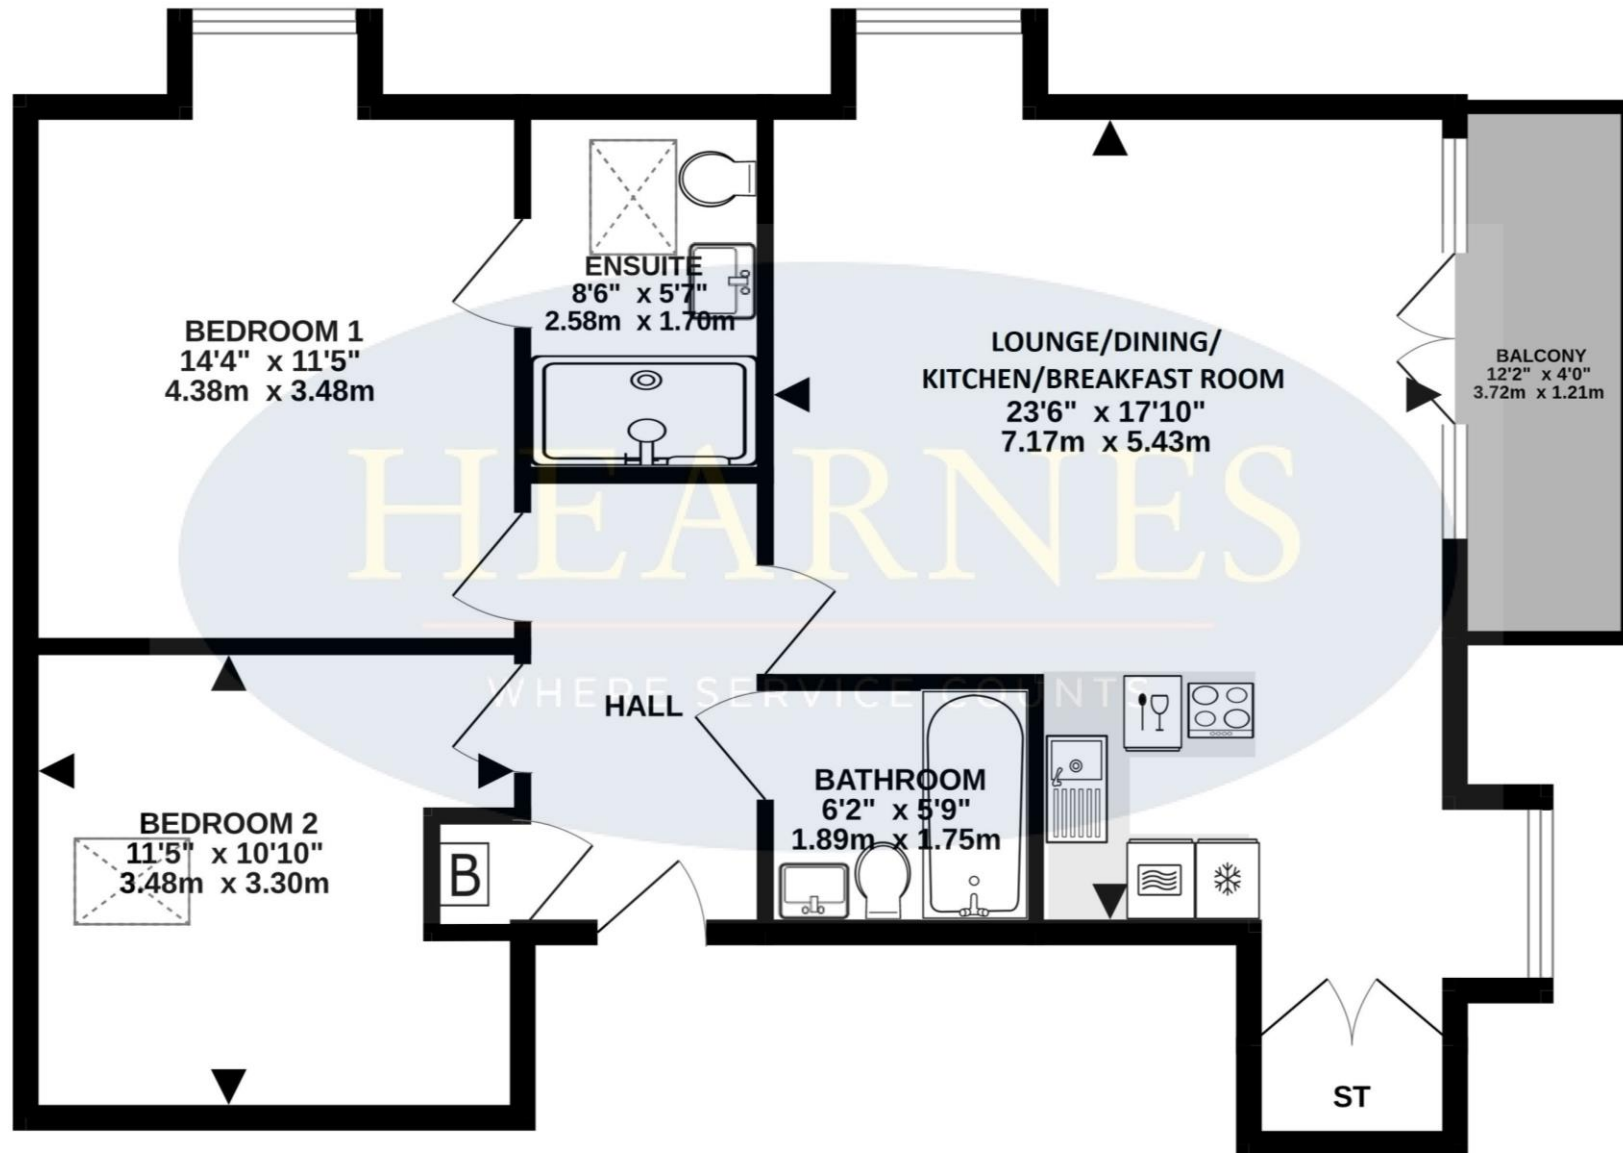 BEDROOM 1
14'4" x 11'5"
4.38m x 3.48m
ENSUITE
8'6" x 5'7"
2.58m x 1.70m
LOUNGE/DINING/
KITCHEN/BREAKFAST ROOM
23'6" x 17'10"
7.17m x 5.43m
BALCONY
12'2" x 4'0"
3.72m x 1.21m
HEARNES
WHERE SERVICE COUNTS
HALL
BEDROOM 2
11'5" x 10'10"
3.48m x 3.30m
B
BATHROOM
6'2" x 5'9"
1.89m x 1.75m
ST